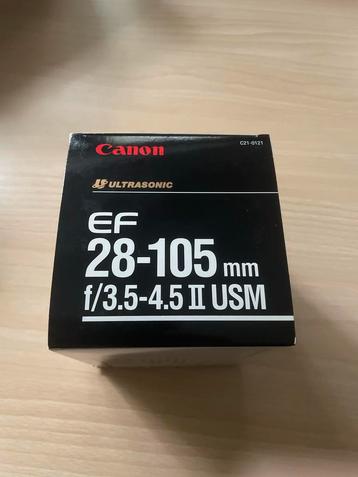 Canon
C21-0121
ULTRASONIC
EF
28-105 mm
f/3.5-4.5 II USM